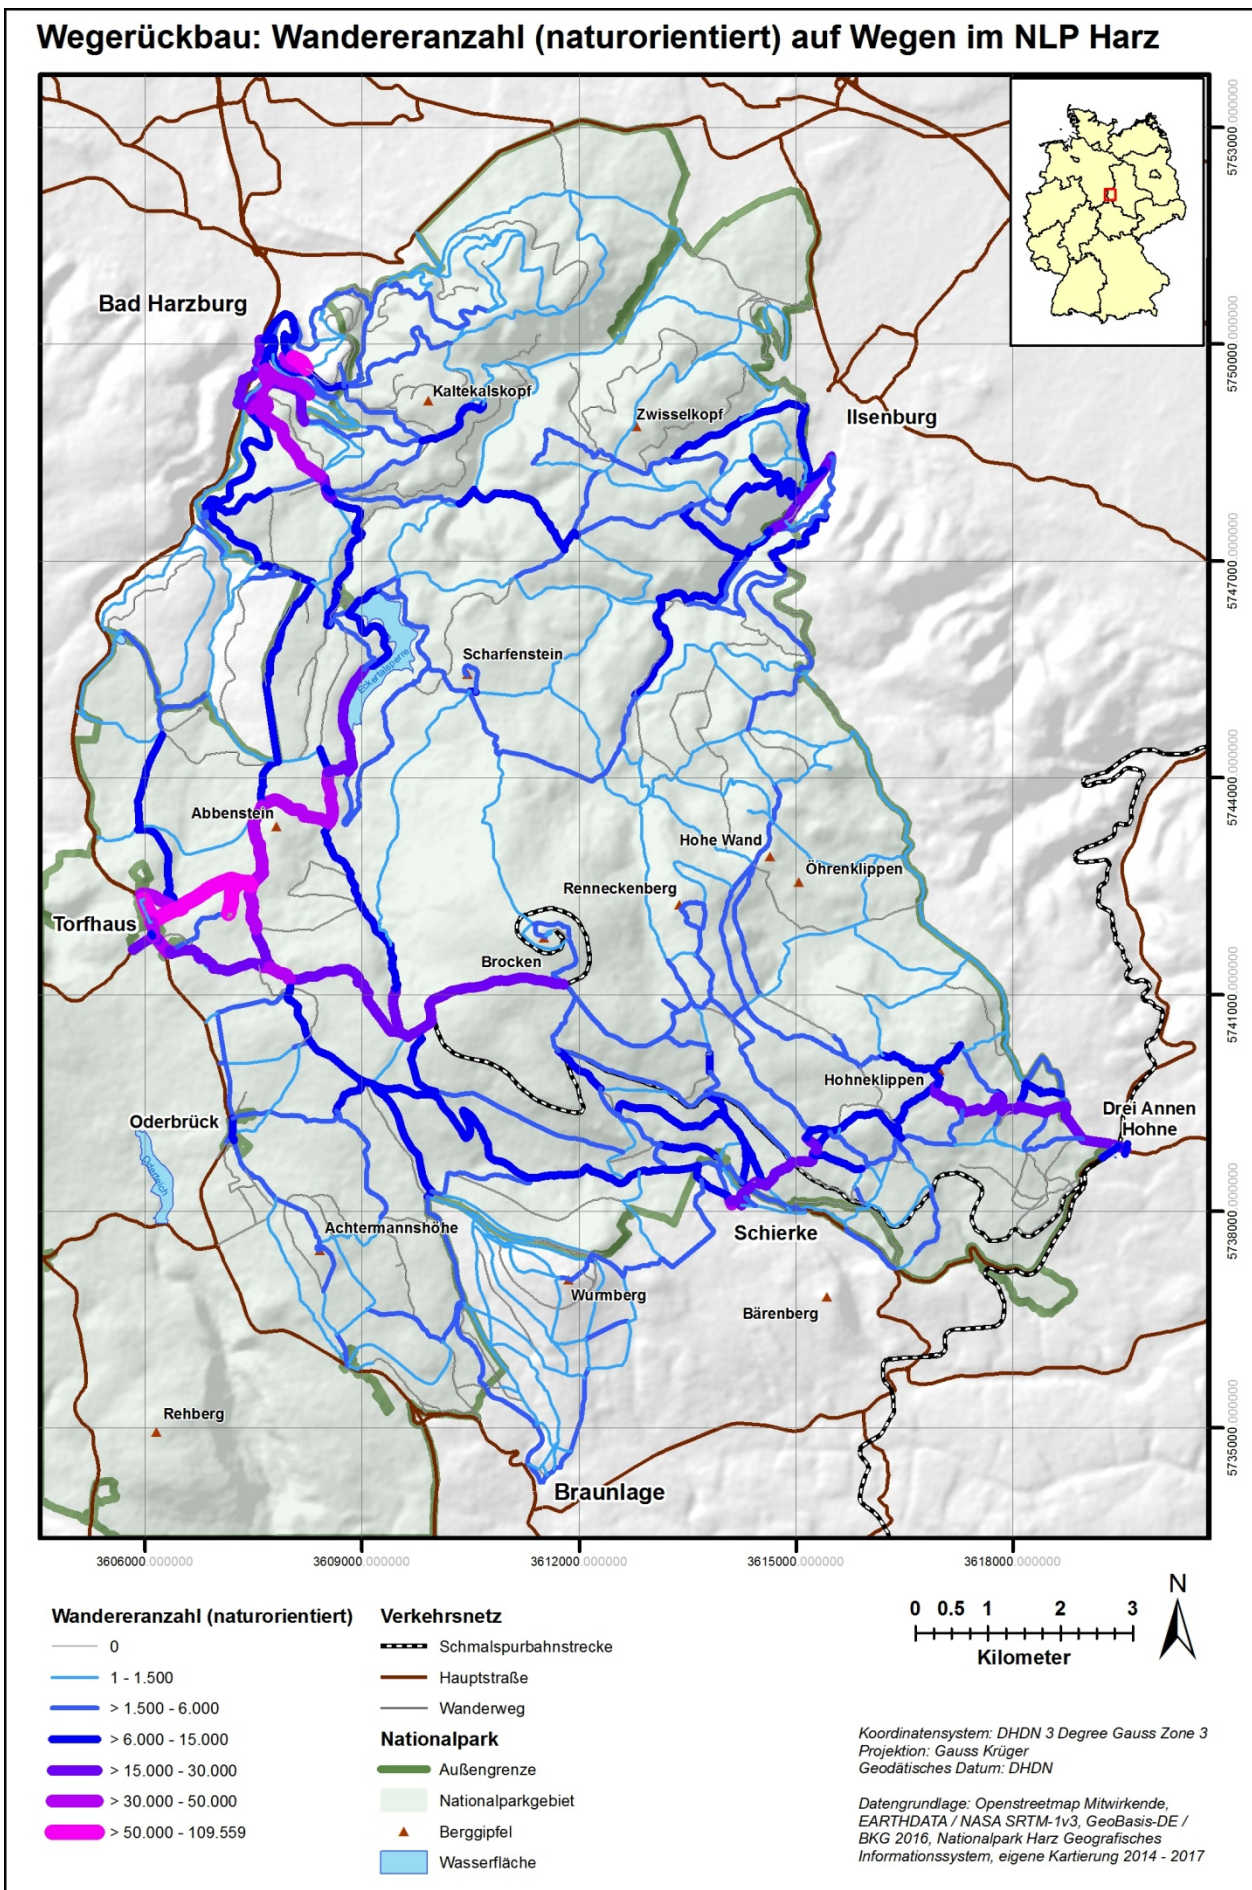 Wegerückbau: Wandereranzahl (naturorientiert) auf Wegen im NLP Harz
5753000.000000
Bad Harzburg
5750000.000000
Kaltekalskopf
Zwisselkopf
Ilsenburg
5747000.000000
Scharfenstein
Eckertalsperre
5744000.000000
Abbenstein
Hohe Wand
Öhrenklippen
Renneckenberg
Torfhaus
Brocken
5741000.000000
Hohneklippen
Drei Annen
Hohne
Oderbrück
Oderteich
5738000.000000
Achtermannshöhe
Schierke
Wurmberg
Bärenberg
Rehberg
5735000.000000
Braunlage
3606000.000000
3609000.000000
3612000.000000
3615000.000000
3618000.000000
Wandereranzahl (naturorientiert)
0
1 - 1.500
> 1.500 - 6.000
> 6.000 - 15.000
> 15.000 - 30.000
> 30.000 - 50.000
> 50.000 - 109.559
Verkehrsnetz
Schmalspurbahnstrecke
Hauptstraße
Wanderweg
Nationalpark
Außengrenze
Nationalparkgebiet
Berggipfel
Wasserfläche
N
0 0.5 1 2 3
Kilometer
Koordinatensystem: DHDN 3 Degree Gauss Zone 3
Projektion: Gauss Krüger
Geodätisches Datum: DHDN
Datengrundlage: Openstreetmap Mitwirkende,
EARTHDATA / NASA SRTM-1v3, GeoBasis-DE /
BKG 2016, Nationalpark Harz Geografisches
Informationssystem, eigene Kartierung 2014 - 2017